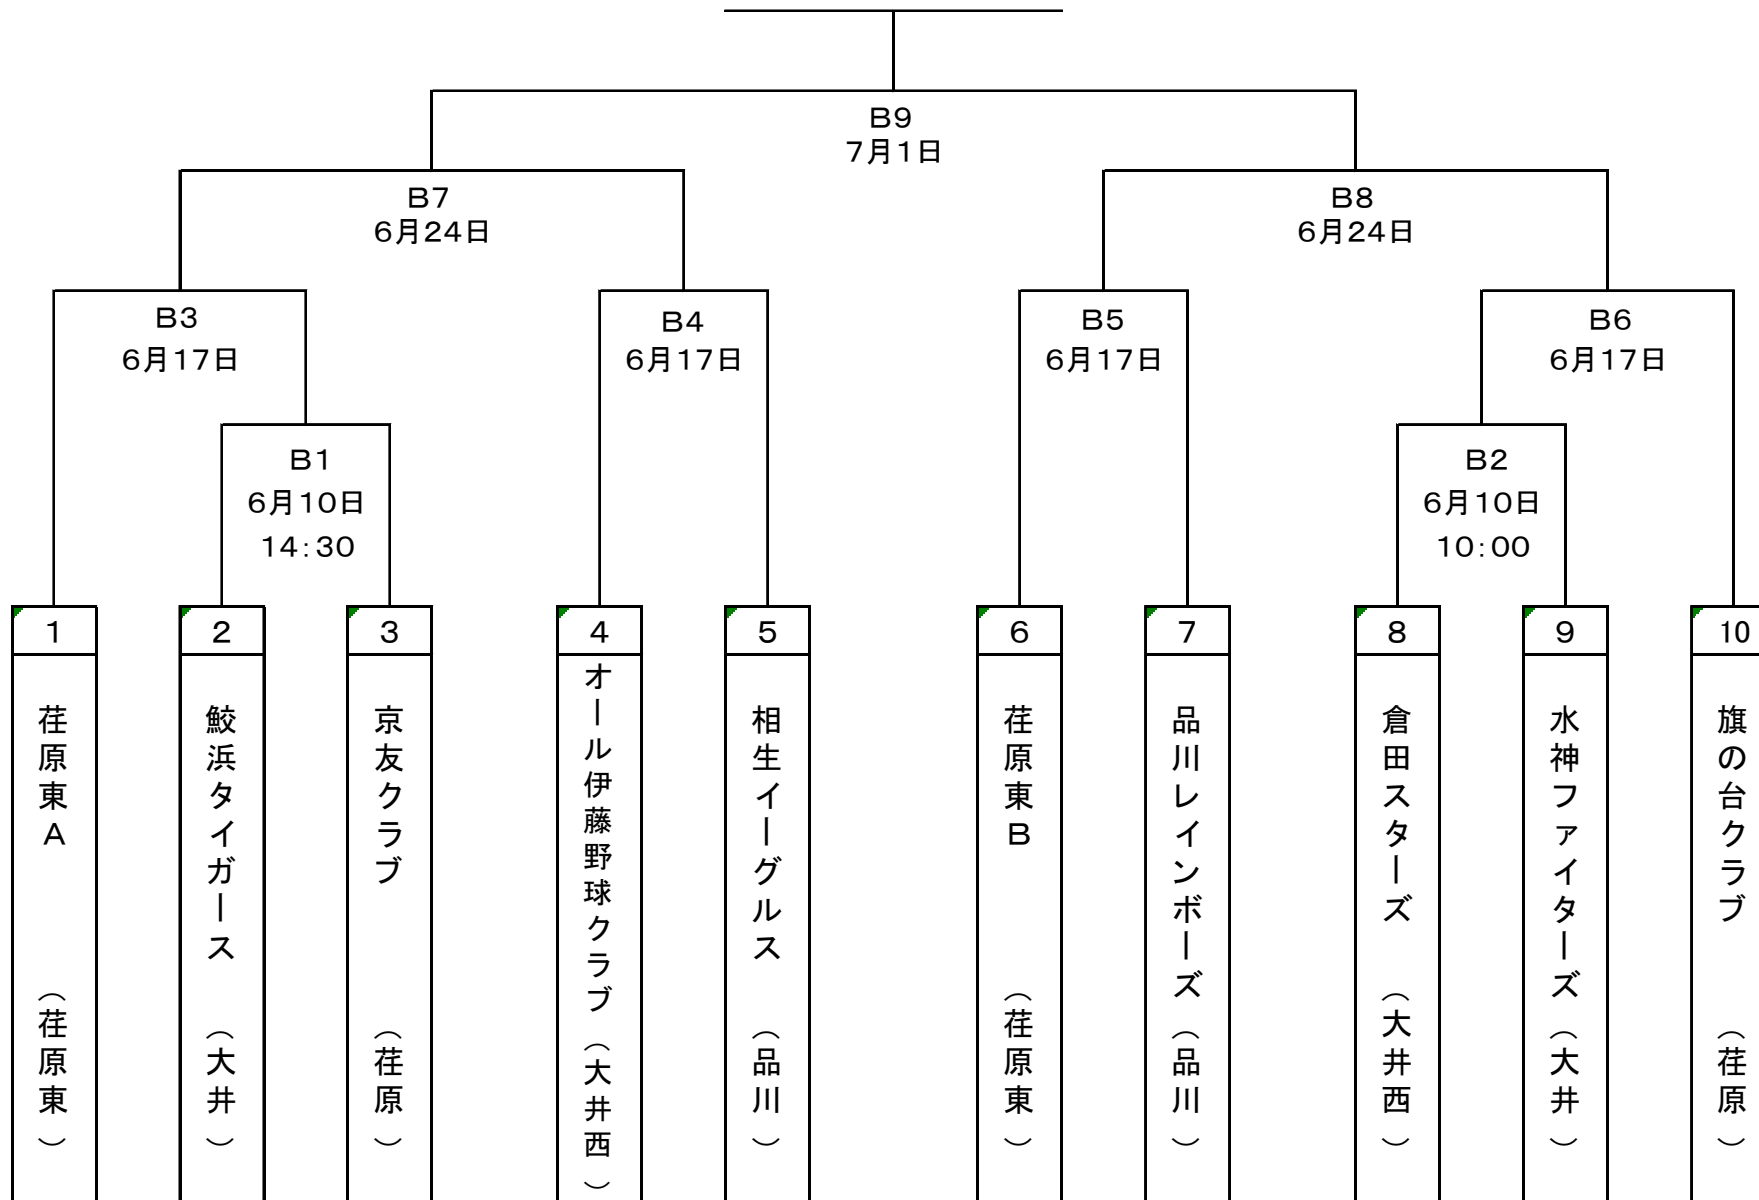 B9
7月1日
B7
6月24日
B8
6月24日
B3
6月17日
B4
6月17日
B5
6月17日
B6
6月17日
B1
6月10日
14:30
B2
6月10日
10:00
1
2
3
4
5
6
7
8
9
10
荏原東A (荏原東)
鮫浜タイガース (大井)
京友クラブ (荏原)
オール伊藤野球クラブ (大井西)
相生イーグルス (品川)
荏原東B (荏原東)
品川レインボーズ (品川)
倉田スターズ (大井西)
水神ファイターズ (大井)
旗の台クラブ (荏原)